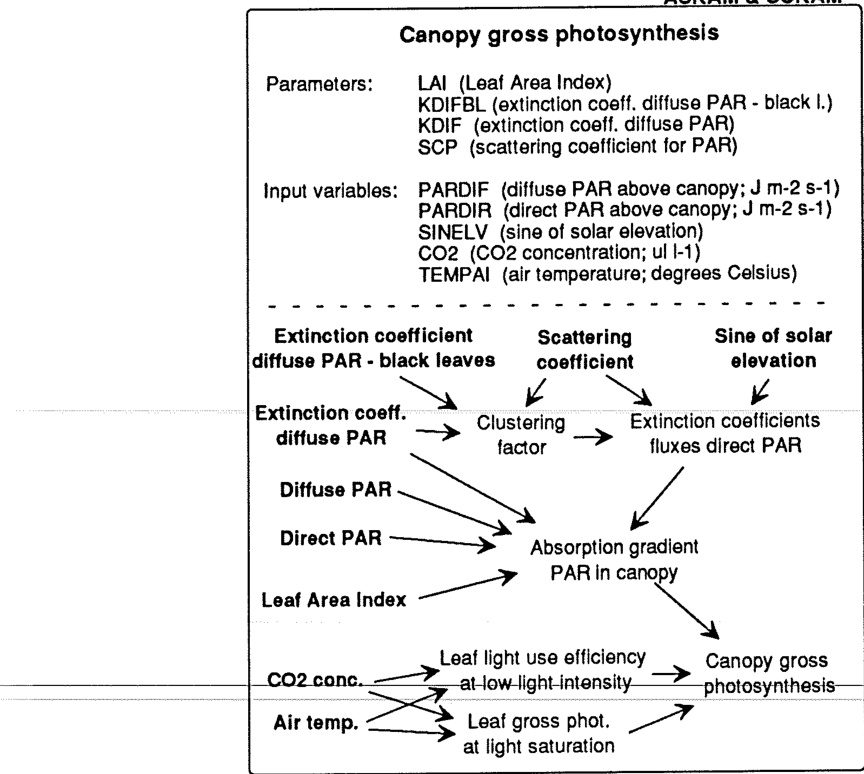 Canopy gross photosynthesis
Parameters: LAI (Leaf Area Index)
KDIFBL (extinction coeff. diffuse PAR - black l.)
KDIF (extinction coeff. diffuse PAR)
SCP (scattering coefficient for PAR)
Input variables: PARDIF (diffuse PAR above canopy; J m-2 s-1)
PARDIR (direct PAR above canopy; J m-2 s-1)
SINELV (sine of solar elevation)
CO2 (CO2 concentration; ul l-1)
TEMPAI (air temperature; degrees Celsius)
Extinction coefficient
diffuse PAR - black leaves
Scattering
coefficient
Sine of solar
elevation
Extinction coeff.
diffuse PAR
Clustering
factor
Extinction coefficients
fluxes direct PAR
Diffuse PAR
Direct PAR
Leaf Area Index
Absorption gradient
PAR in canopy
CO2 conc.
Air temp.
Leaf light use efficiency
at low light intensity
Leaf gross phot.
at light saturation
Canopy gross
photosynthesis